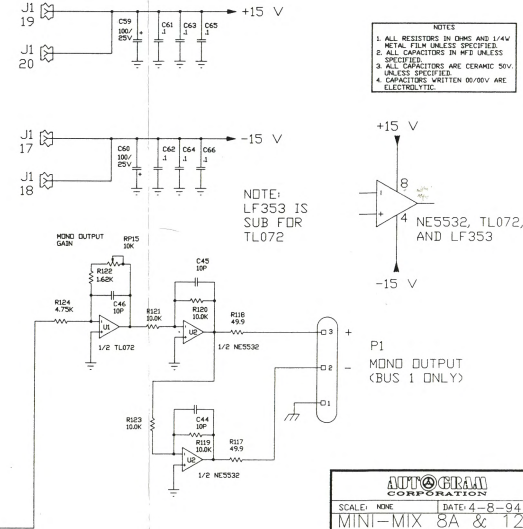 J1
19
J1
20
C59
100/
25V
+
C61
.1
C63
.1
C65
.1
+15 V
NOTES
1. ALL RESISTORS IN OHMS AND 1/4W
METAL FILM UNLESS SPECIFIED.
2. ALL CAPACITORS IN MFD UNLESS
SPECIFIED.
3. ALL CAPACITORS ARE CERAMIC 50V.
UNLESS SPECIFIED.
4. CAPACITORS WRITTEN 00/00V ARE
ELECTROLYTIC.
J1
17
J1
18
C60
100/
25V
+
C62
.1
C64
.1
C66
.1
-15 V
NOTE:
LF353 IS
SUB FOR
TL072
+15 V
8
-
+
4
NE5532, TL072,
AND LF353
-15 V
MONO OUTPUT
GAIN
RP15
10K
R122
1.62K
C46
10P
R124
4.75K
-
+
U1
1/2 TL072
R121
10.0K
C45
10P
R120
10.0K
-
+
U2
1/2 NE5532
R118
49.9
3 +
2 -
1
P1
MONO OUTPUT
(BUS 1 ONLY)
R123
10.0K
C44
10P
R119
10.0K
-
+
U2
1/2 NE5532
R117
49.9
AUTOGRAM
CORPORATION
SCALE: NONE
DATE: 4-8-94
MINI-MIX 8A & 12